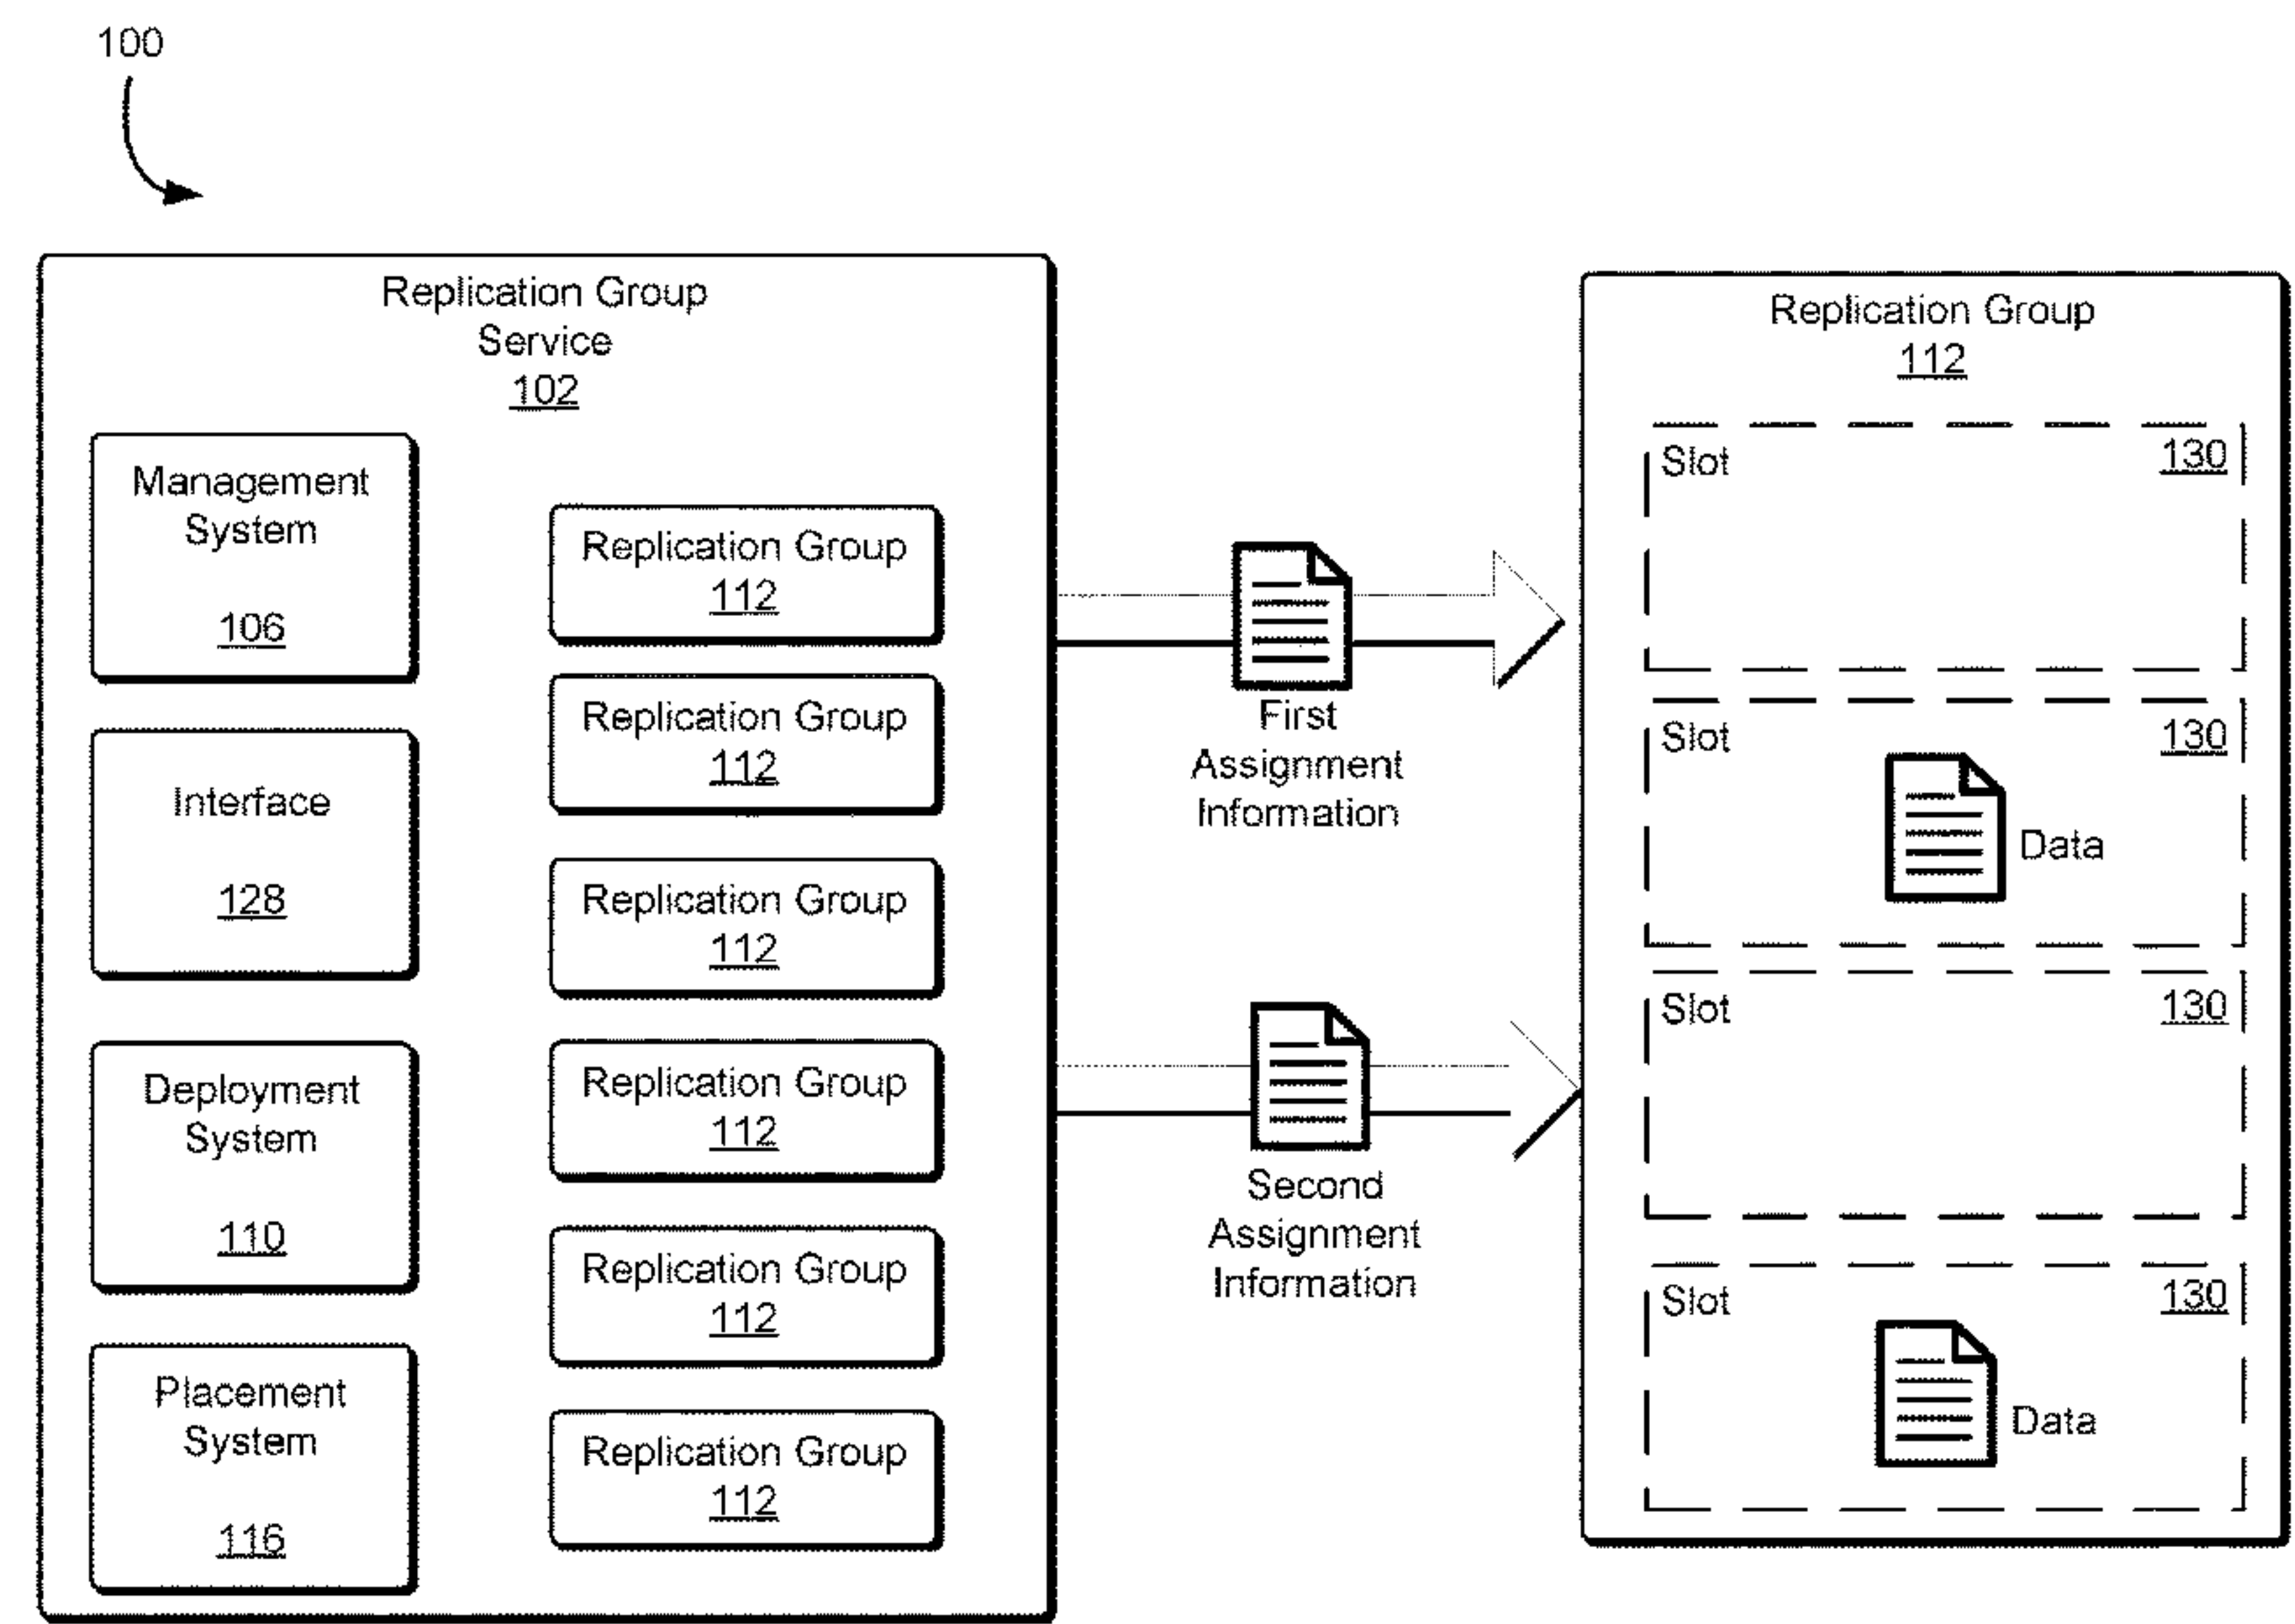 100
Replication Group
Service
102
Management
System
106
Interface
128
Deployment
System
110
Placement
System
116
Replication Group
112
Replication Group
112
Replication Group
112
Replication Group
112
Replication Group
112
Replication Group
112
First
Assignment
Information
Second
Assignment
Information
Replication Group
112
Slot 130
Slot 130
Data
Slot 130
Slot 130
Data